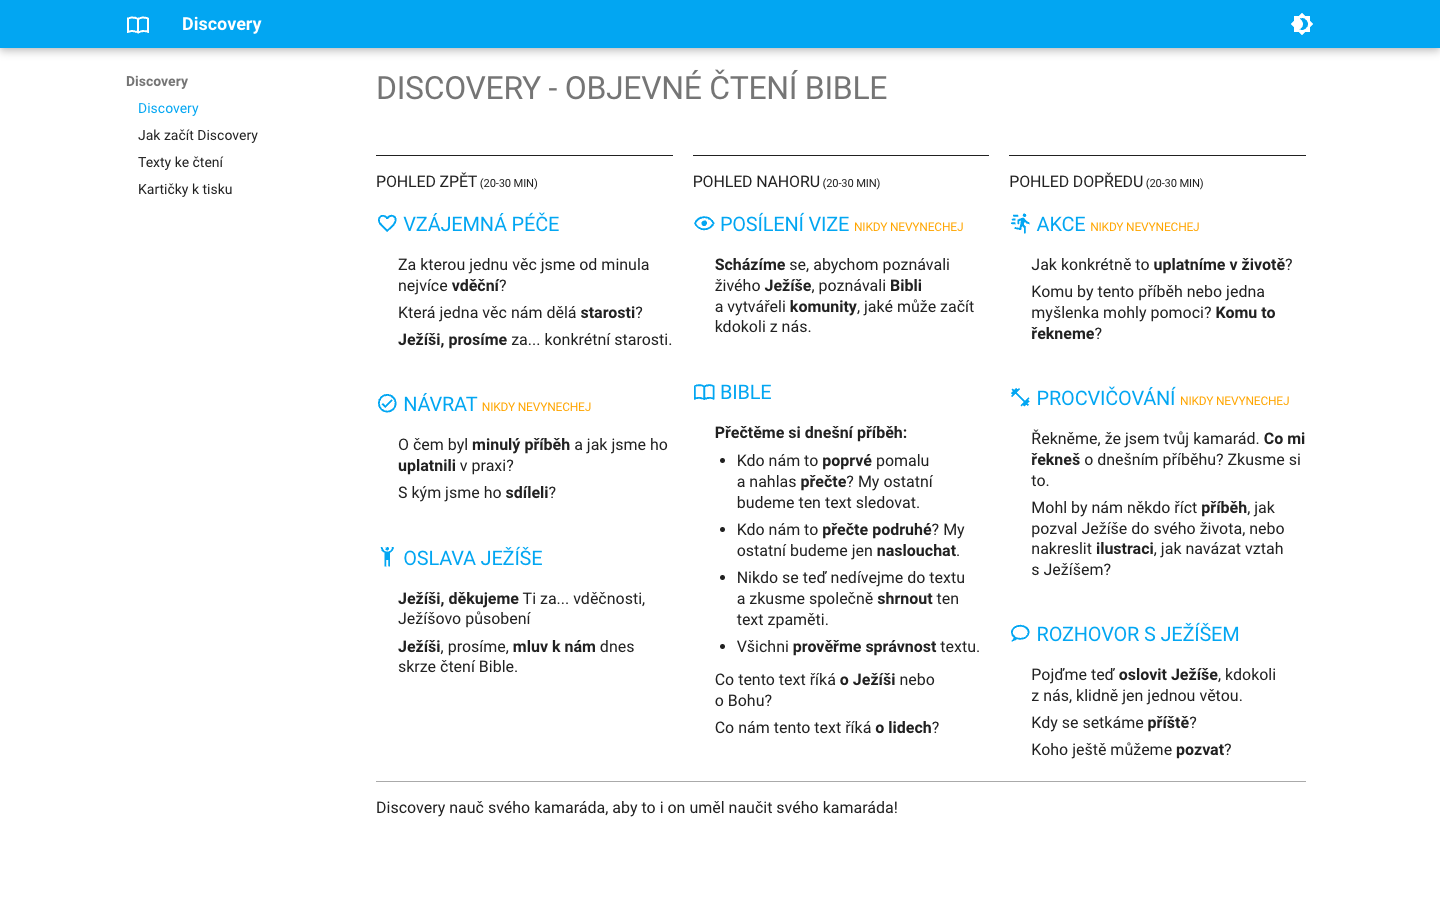 Discovery
Discovery
Discovery
Jak začít Discovery
Texty ke čtení
Kartičky k tisku
DISCOVERY - OBJEVNÉ ČTENÍ BIBLE
POHLED ZPĚT (20-30 MIN)
VZÁJEMNÁ PÉČE
Za kterou jednu věc jsme od minula
nejvíce vděční?
Která jedna věc nám dělá starosti?
Ježíši, prosíme za... konkrétní starosti.
NÁVRAT NIKDY NEVYNECHEJ
O čem byl minulý příběh a jak jsme ho
uplatnili v praxi?
S kým jsme ho sdíleli?
OSLAVA JEŽÍŠE
Ježíši, děkujeme Ti za... vděčnosti,
Ježíšovo působení
Ježíši, prosíme, mluv k nám dnes
skrze čtení Bible.
POHLED NAHORU (20-30 MIN)
POSÍLENÍ VIZE NIKDY NEVYNECHEJ
Scházíme se, abychom poznávali
živého Ježíše, poznávali Bibli
a vytvářeli komunity, jaké může začít
kdokoli z nás.
BIBLE
Přečtěme si dnešní příběh:
• Kdo nám to poprvé pomalu
a nahlas přečte? My ostatní
budeme ten text sledovat.
• Kdo nám to přečte podruhé? My
ostatní budeme jen naslouchat.
• Nikdo se teď nedívejme do textu
a zkusme společně shrnout ten
text zpaměti.
• Všichni prověřme správnost textu.
Co tento text říká o Ježíši nebo
o Bohu?
Co nám tento text říká o lidech?
POHLED DOPŘEDU (20-30 MIN)
AKCE NIKDY NEVYNECHEJ
Jak konkrétně to uplatníme v životě?
Komu by tento příběh nebo jedna
myšlenka mohly pomoci? Komu to
řekneme?
PROCVIČOVÁNÍ NIKDY NEVYNECHEJ
Řekněme, že jsem tvůj kamarád. Co mi
řekneš o dnešním příběhu? Zkusme si
to.
Mohl by nám někdo říct příběh, jak
pozval Ježíše do svého života, nebo
nakreslit ilustraci, jak navázat vztah
s Ježíšem?
ROZHOVOR S JEŽÍŠEM
Pojďme teď oslovit Ježíše, kdokoli
z nás, klidně jen jednou větou.
Kdy se setkáme příště?
Koho ještě můžeme pozvat?
Discovery nauč svého kamaráda, aby to i on uměl naučit svého kamaráda!